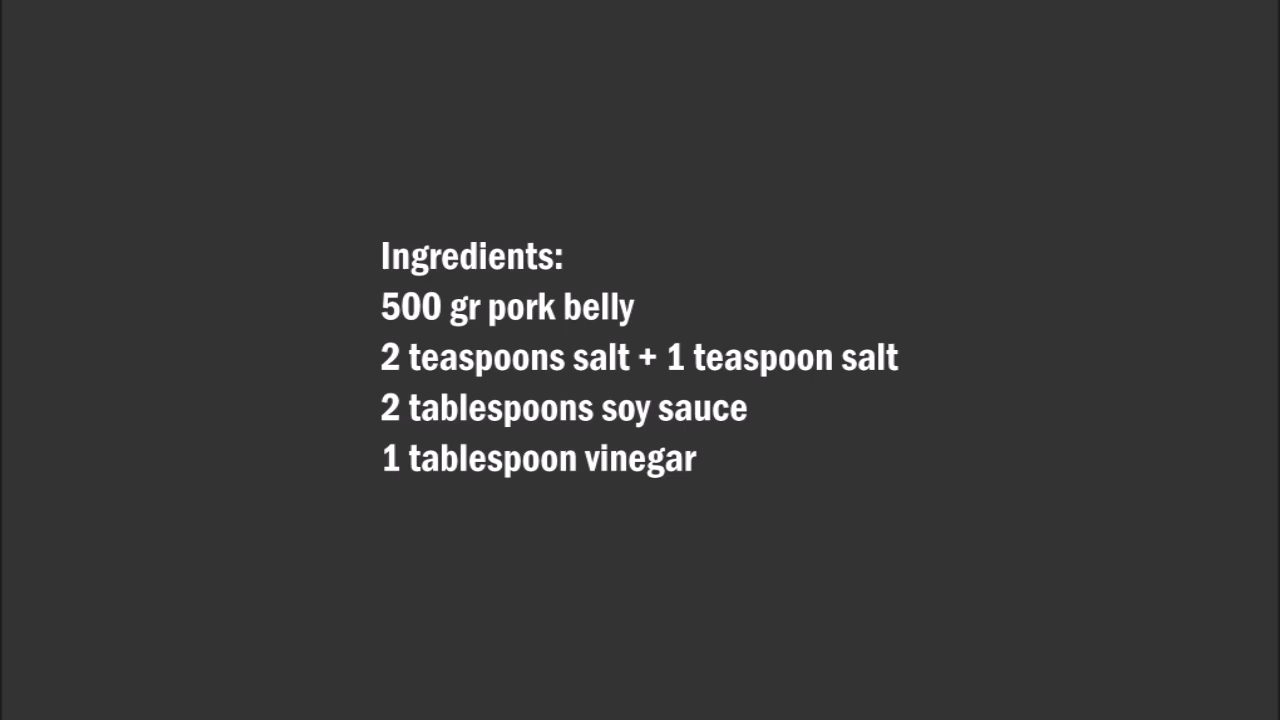 Ingredients:
500 gr pork belly
2 teaspoons salt + 1 teaspoon salt
2 tablespoons soy sauce
1 tablespoon vinegar